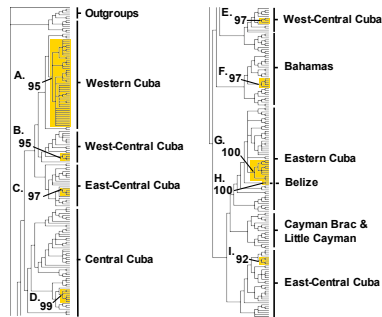 Outgroups
A.
95
Western Cuba
B.
95
West-Central Cuba
C.
97
East-Central Cuba
Central Cuba
D.
99
E.
97
West-Central Cuba
Bahamas
F.
97
G.
100
Eastern Cuba
H.
100
Belize
Cayman Brac &
Little Cayman
I.
92
East-Central Cuba